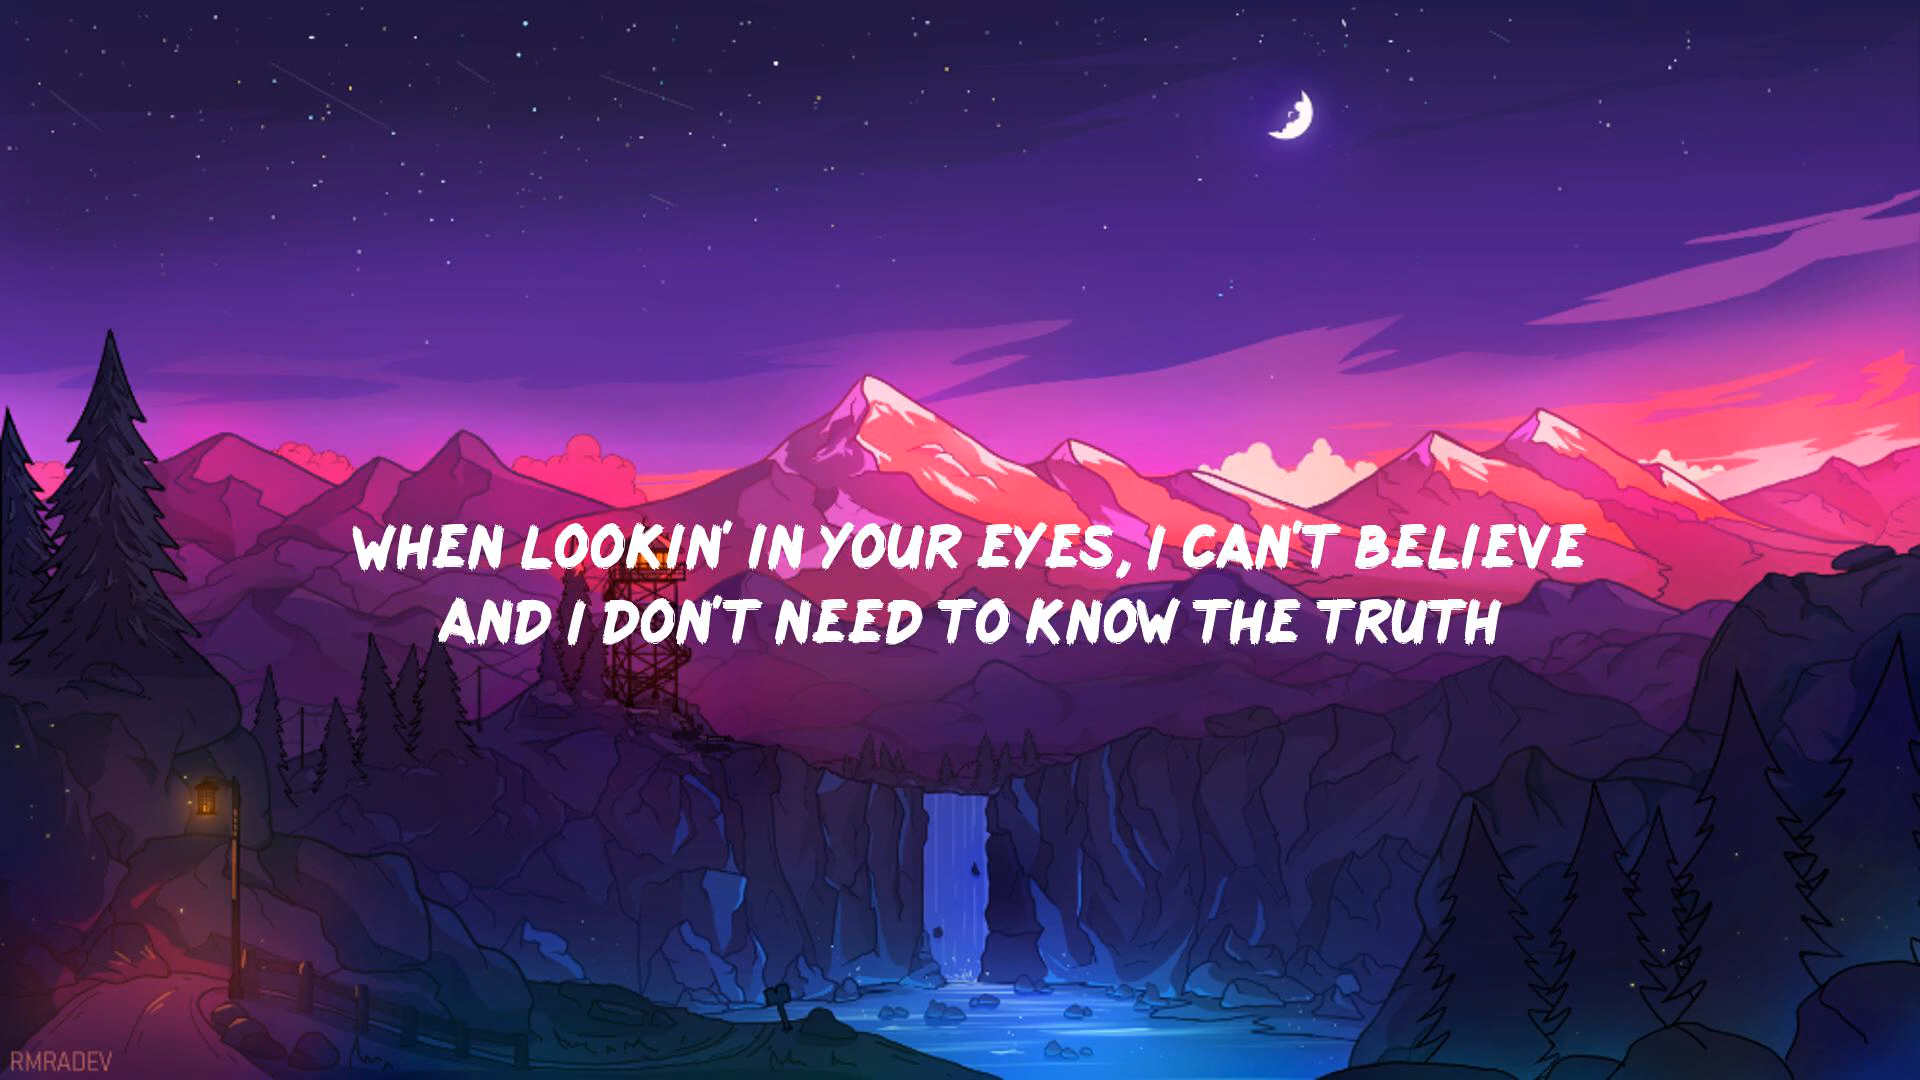 WHEN LOOKIN' IN YOUR EYES, I CAN'T BELIEVE
AND I DON'T NEED TO KNOW THE TRUTH
RMRADEV